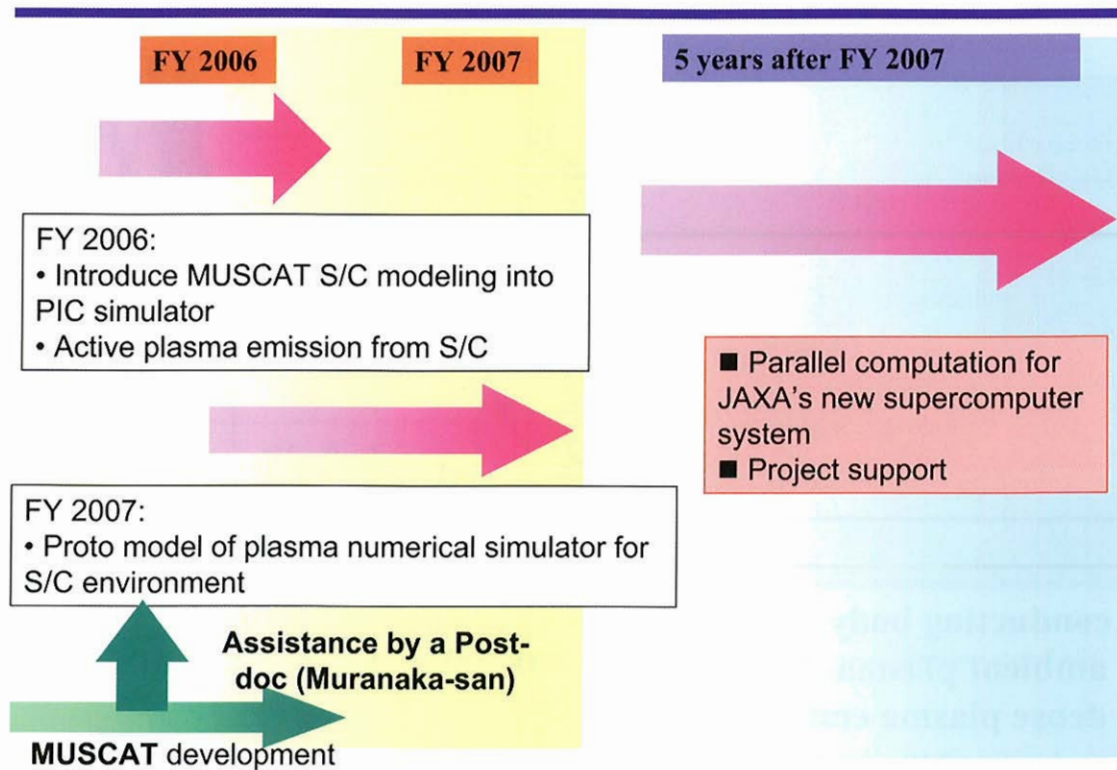 FY 2006
FY 2007
5 years after FY 2007
FY 2006:
• Introduce MUSCAT S/C modeling into
PIC simulator
• Active plasma emission from S/C
■ Parallel computation for
JAXA's new supercomputer
system
■ Project support
FY 2007:
• Proto model of plasma numerical simulator for
S/C environment
Assistance by a Post-
doc (Muranaka-san)
MUSCAT development